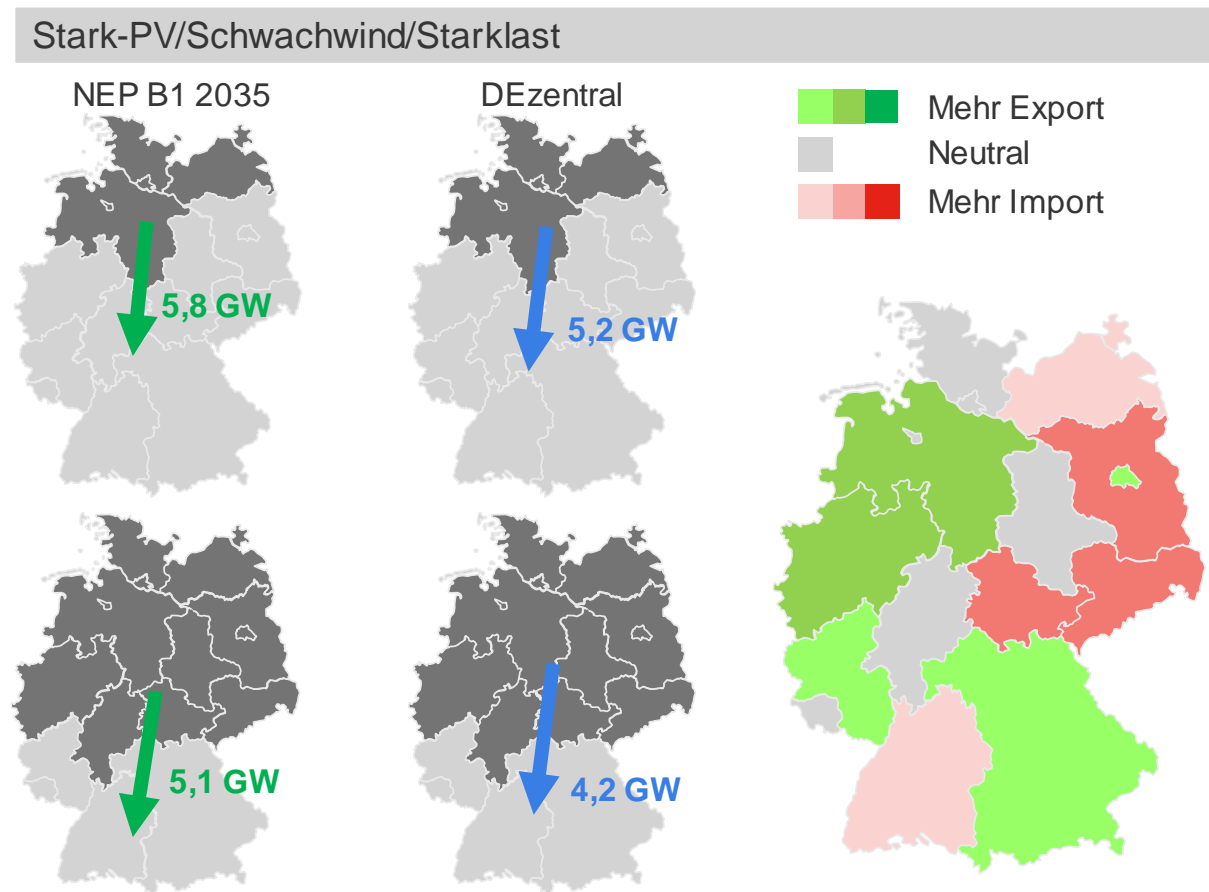 Stark-PV/Schwachwind/Starklast
NEP B1 2035
DEzentral
Mehr Export
Neutral
Mehr Import
5,8 GW
5,2 GW
5,1 GW
4,2 GW